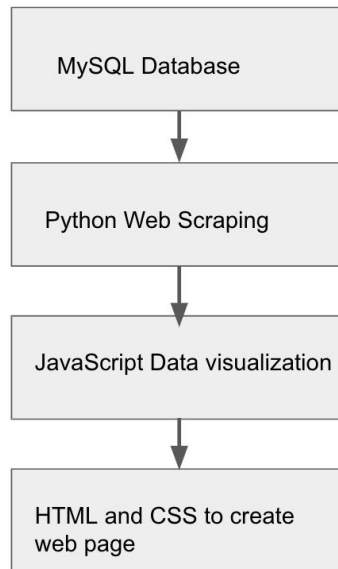 MySQL Database
Python Web Scraping
JavaScript Data visualization
HTML and CSS to create
web page